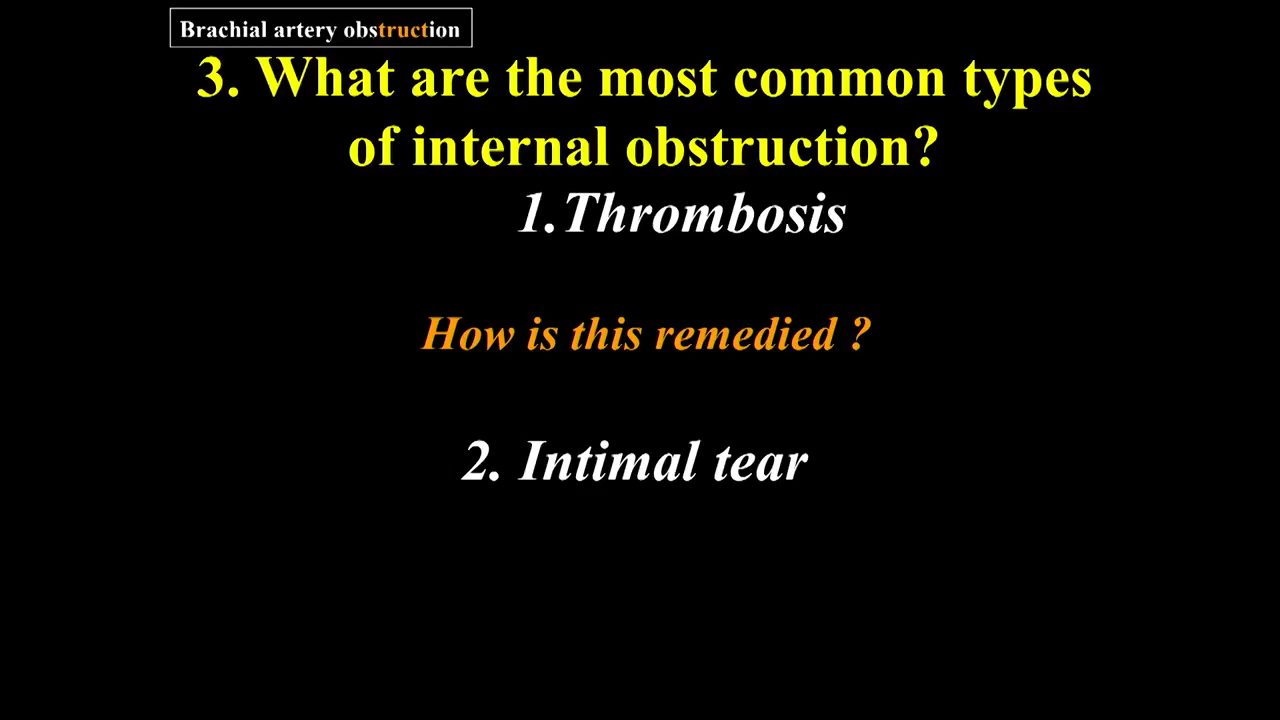 Brachial artery obstruction
3. What are the most common types
of internal obstruction?
1.Thrombosis
How is this remedied ?
2. Intimal tear